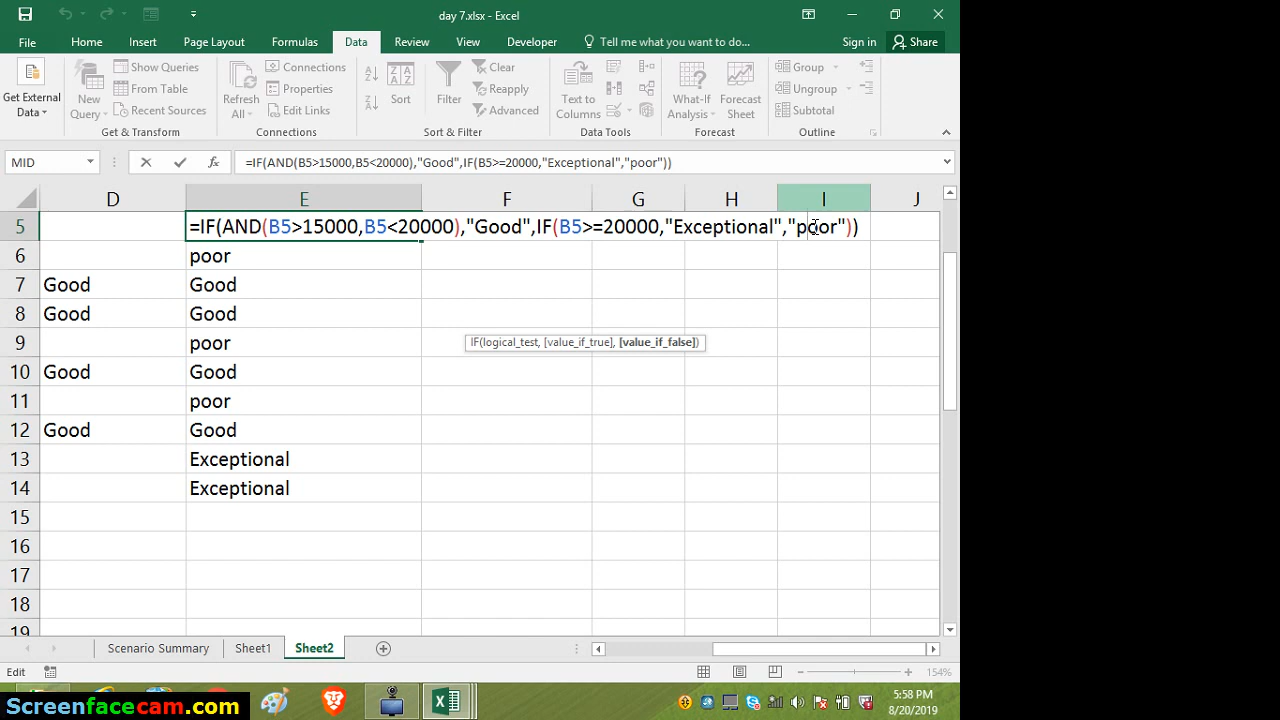 day 7.xlsx - Excel
File Home Insert Page Layout Formulas Data Review View Developer Tell me what you want to do... Sign in Share
Get External Data
New Query
Show Queries
From Table
Recent Sources
Get & Transform
Refresh All
Connections
Properties
Edit Links
Connections
Sort
Filter
Clear
Reapply
Advanced
Sort & Filter
Text to Columns
Data Tools
What-If Analysis
Forecast Sheet
Forecast
Group
Ungroup
Subtotal
Outline
MID fx =IF(AND(B5>15000,B5<20000),"Good",IF(B5>=20000,"Exceptional","poor"))
D E F G H I J
5 =IF(AND(B5>15000,B5<20000),"Good",IF(B5>=20000,"Exceptional","poor"))
6 poor
7 Good Good
8 Good Good
9 poor
IF(logical_test, [value_if_true], [value_if_false])
10 Good Good
11 poor
12 Good Good
13 Exceptional
14 Exceptional
15
16
17
18
19
Scenario Summary Sheet1 Sheet2
Edit 154%
Screenfacecam.com
5:58 PM
8/20/2019